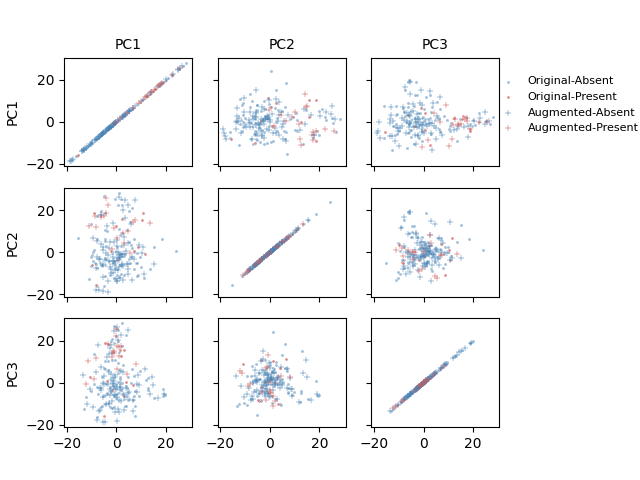 PC1 PC2 PC3
PC1
20
0
−20
Original-Absent
Original-Present
Augmented-Absent
Augmented-Present
PC2
20
0
−20
PC3
20
0
−20
−20 0 20 −20 0 20 −20 0 20